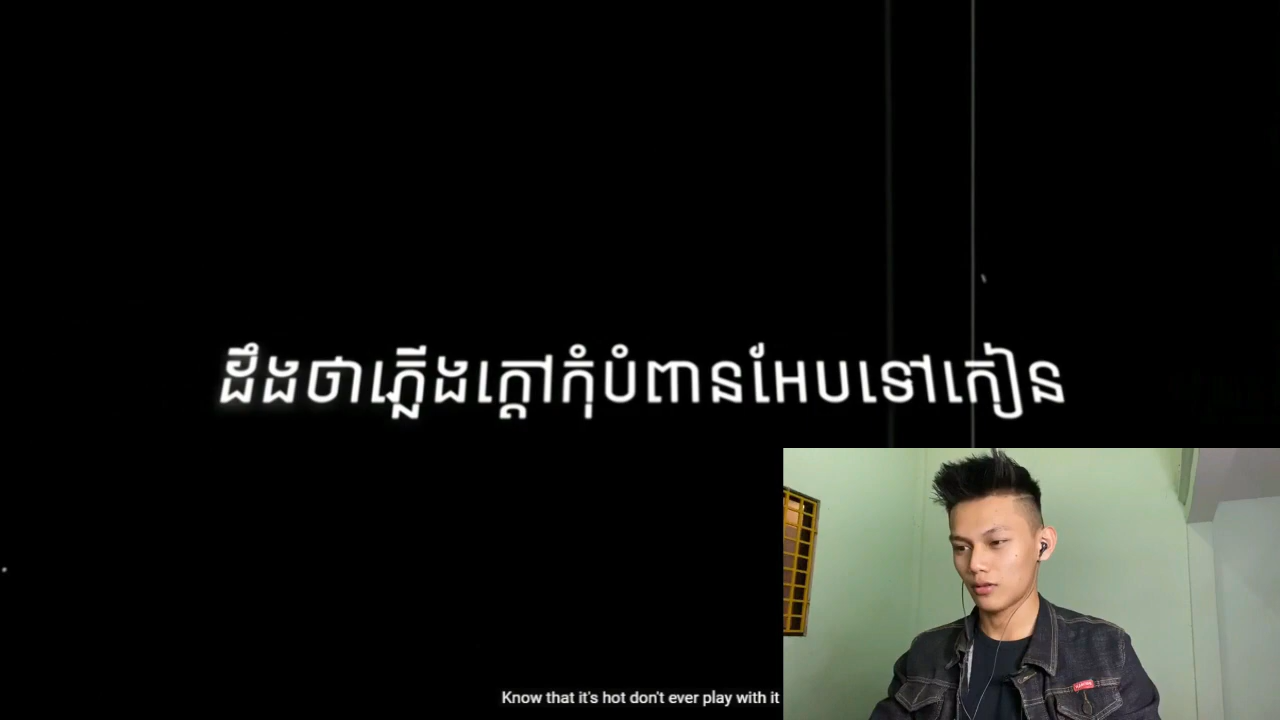 ដឹងថាភ្លើងក្ដៅកុំបំពានអែបទៅកៀន
Know that it's hot don't ever play with it